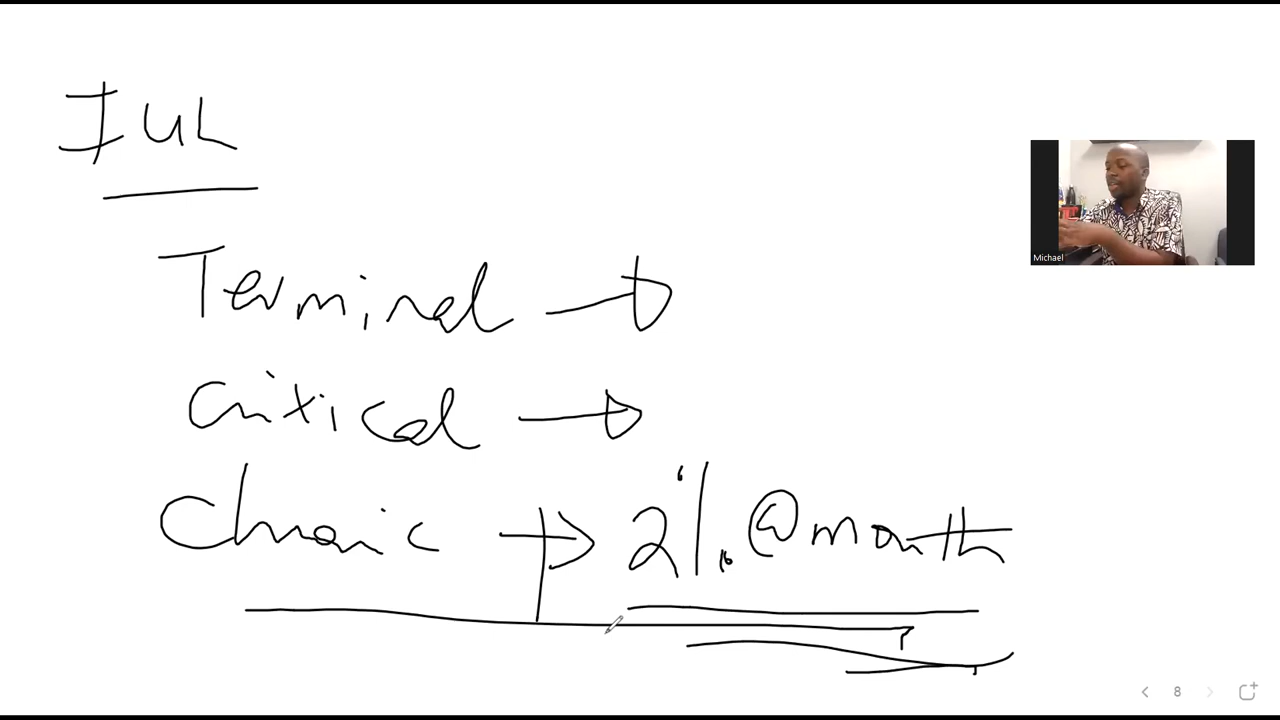 IUL
Terminal →
Critical →
Chronic → 2% @ month
Michael
8